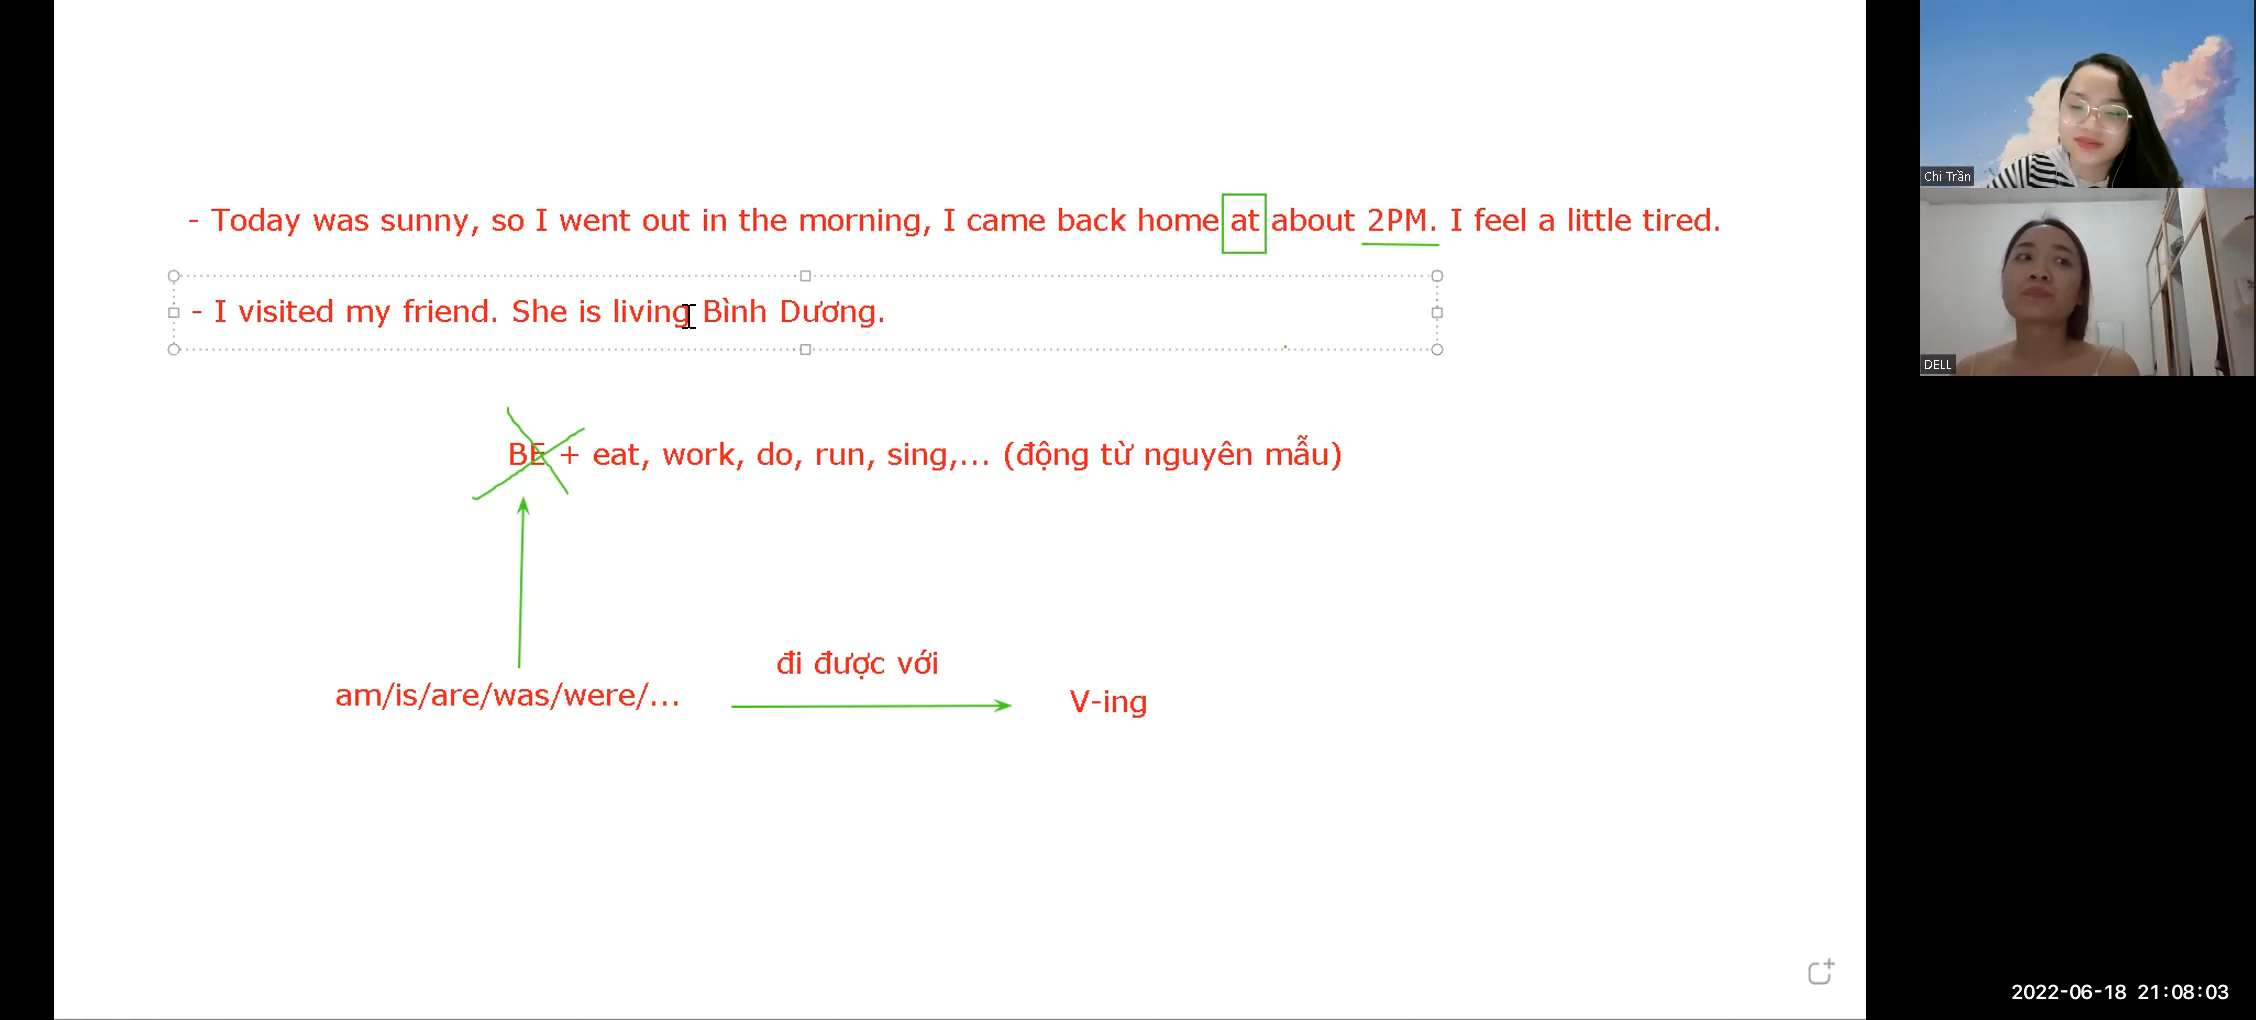 - Today was sunny, so I went out in the morning, I came back home at about 2PM. I feel a little tired.
- I visited my friend. She is living Bình Dương.
BE + eat, work, do, run, sing,... (động từ nguyên mẫu)
đi được với
am/is/are/was/were/...
V-ing
Chi Trần
DELL
2022-06-18 21:08:03